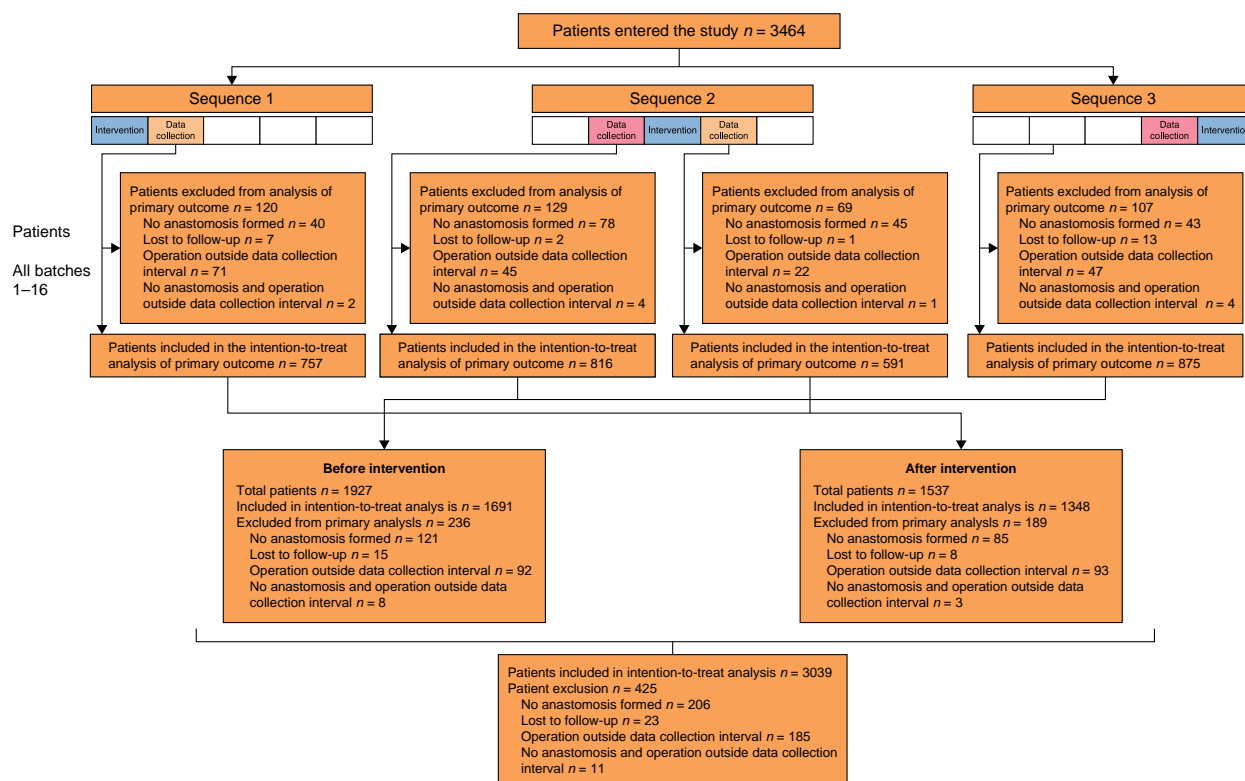 Patients entered the study n = 3464
Sequence 1
Intervention
Data
collection
Sequence 2
Data
collection
Intervention
Data
collection
Sequence 3
Data
collection
Intervention
Patients
All batches
1–16
Patients excluded from analysis of
primary outcome n = 120
No anastomosis formed n = 40
Lost to follow-up n = 7
Operation outside data collection
interval n = 71
No anastomosis and operation
outside data collection interval n = 2
Patients excluded from analysis of
primary outcome n = 129
No anastomosis formed n = 78
Lost to follow-up n = 2
Operation outside data collection
interval n = 45
No anastomosis and operation
outside data collection interval n = 4
Patients excluded from analysis of
primary outcome n = 69
No anastomosis formed n = 45
Lost to follow-up n = 1
Operation outside data collection
interval n = 22
No anastomosis and operation
outside data collection interval n = 1
Patients excluded from analysis of
primary outcome n = 107
No anastomosis formed n = 43
Lost to follow-up n = 13
Operation outside data collection
interval n = 47
No anastomosis and operation
outside data collection interval n = 4
Patients included in the intention-to-treat
analysis of primary outcome n = 757
Patients included in the intention-to-treat
analysis of primary outcome n = 816
Patients included in the intention-to-treat
analysis of primary outcome n = 591
Patients included in the intention-to-treat
analysis of primary outcome n = 875
Before intervention
Total patients n = 1927
Included in intention-to-treat analys is n = 1691
Excluded from primary analysls n = 236
No anastomosis formed n = 121
Lost to follow-up n = 15
Operation outside data collection interval n = 92
No anastomosis and operation outside data
collection interval n = 8
After intervention
Total patients n = 1537
Included in intention-to-treat analys is n = 1348
Excluded from primary analysls n = 189
No anastomosis formed n = 85
Lost to follow-up n = 8
Operation outside data collection interval n = 93
No anastomosis and operation outside data
collection interval n = 3
Patients included in intention-to-treat analysis n = 3039
Patient exclusion n = 425
No anastomosis formed n = 206
Lost to follow-up n = 23
Operation outside data collection interval n = 185
No anastomosis and operation outside data collection
interval n = 11